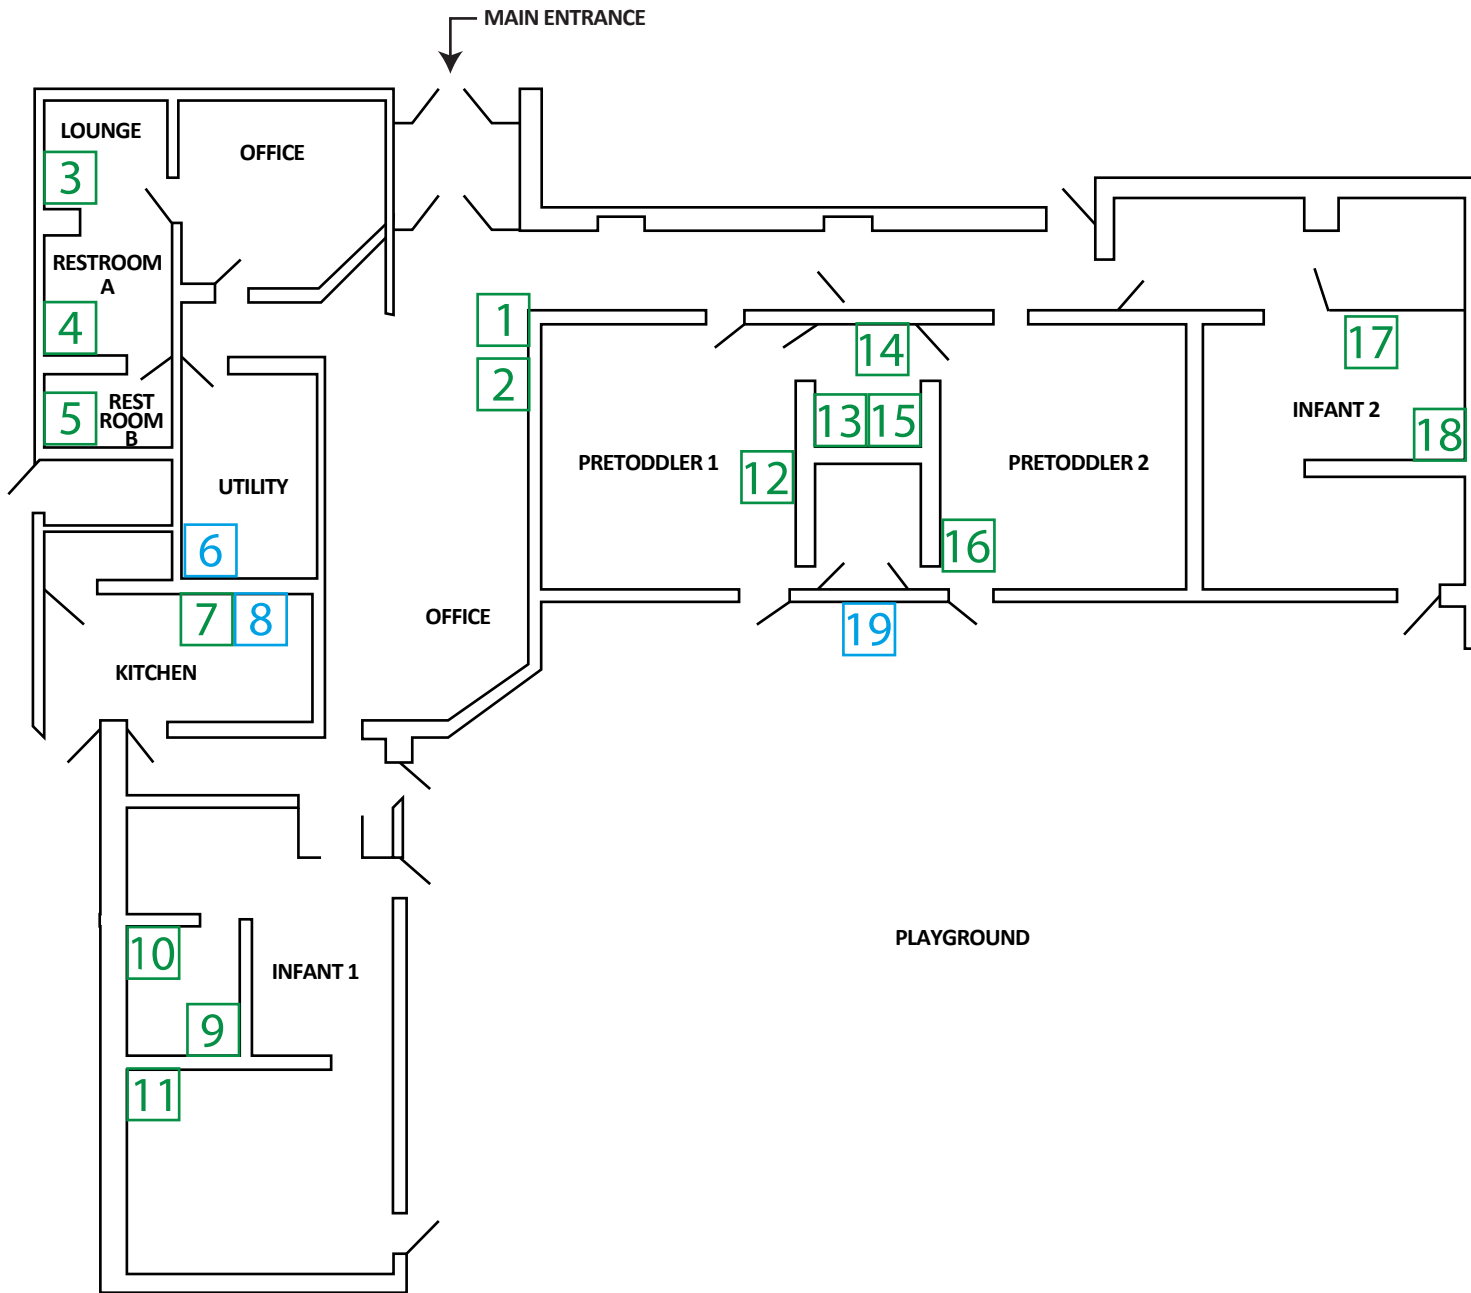 MAIN ENTRANCE
LOUNGE
OFFICE
3
RESTROOM
A
4
1
2
14
17
5
REST
ROOM
B
13
15
INFANT 2
18
PRETODDLER 1
12
PRETODDLER 2
UTILITY
6
16
7
8
OFFICE
19
KITCHEN
PLAYGROUND
10
INFANT 1
9
11